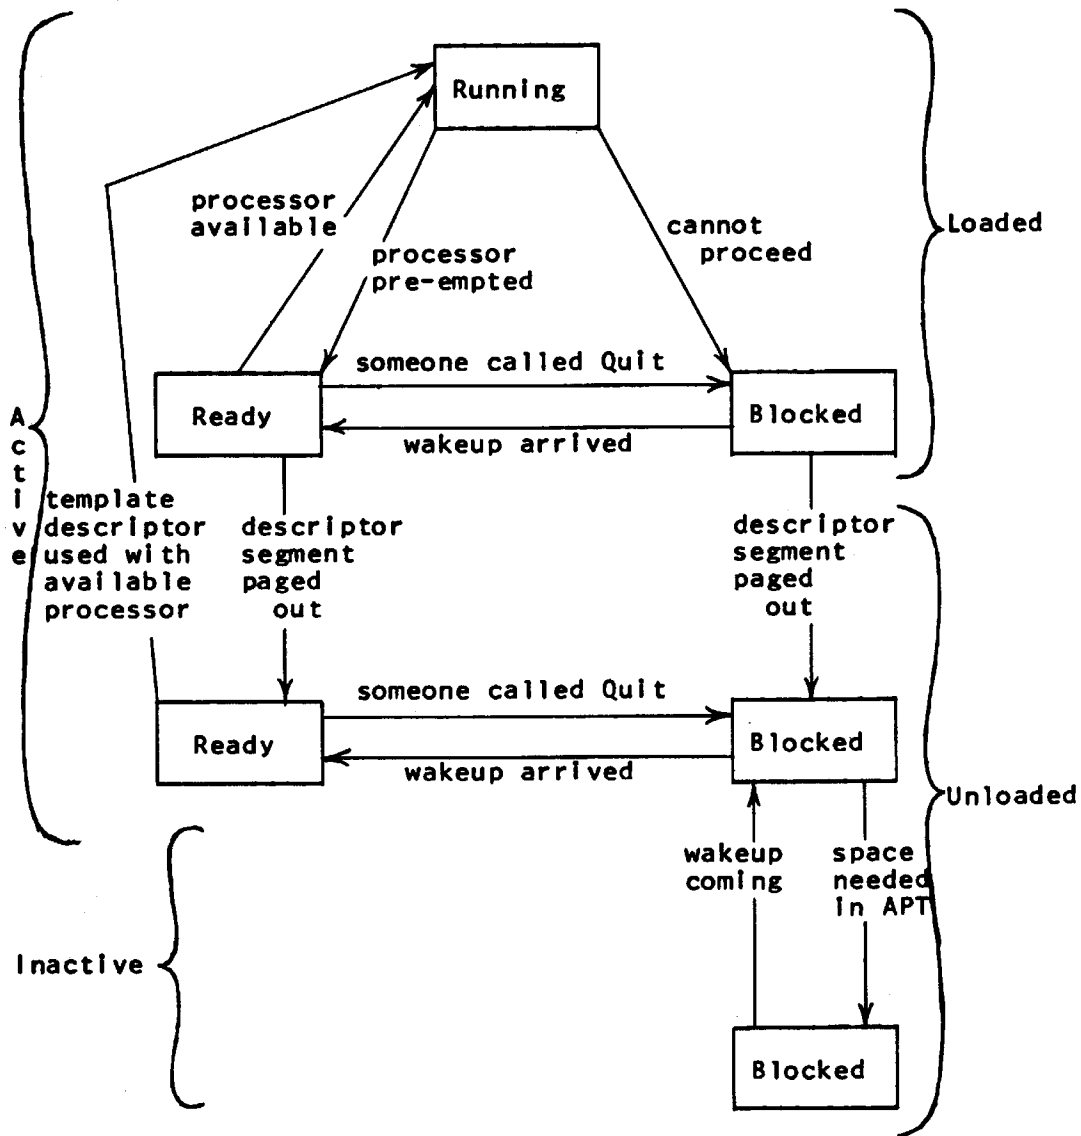 Running
processor
available
processor
pre-empted
cannot
proceed
Loaded
someone called Quit
Ready
Blocked
wakeup arrived
Active
template
descriptor
used with
available
processor
descriptor
segment
paged
out
descriptor
segment
paged
out
someone called Quit
Ready
Blocked
wakeup arrived
Unloaded
wakeup
coming
space
needed
in APT
Inactive
Blocked